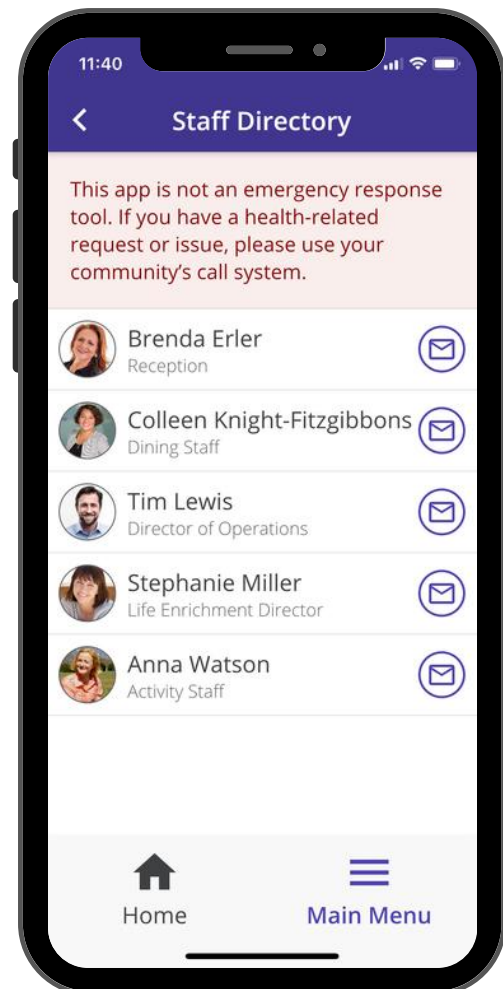 11:40
Staff Directory
This app is not an emergency response
tool. If you have a health-related
request or issue, please use your
community’s call system.
Brenda Erler
Reception
Colleen Knight-Fitzgibbons
Dining Staff
Tim Lewis
Director of Operations
Stephanie Miller
Life Enrichment Director
Anna Watson
Activity Staff
Home
Main Menu